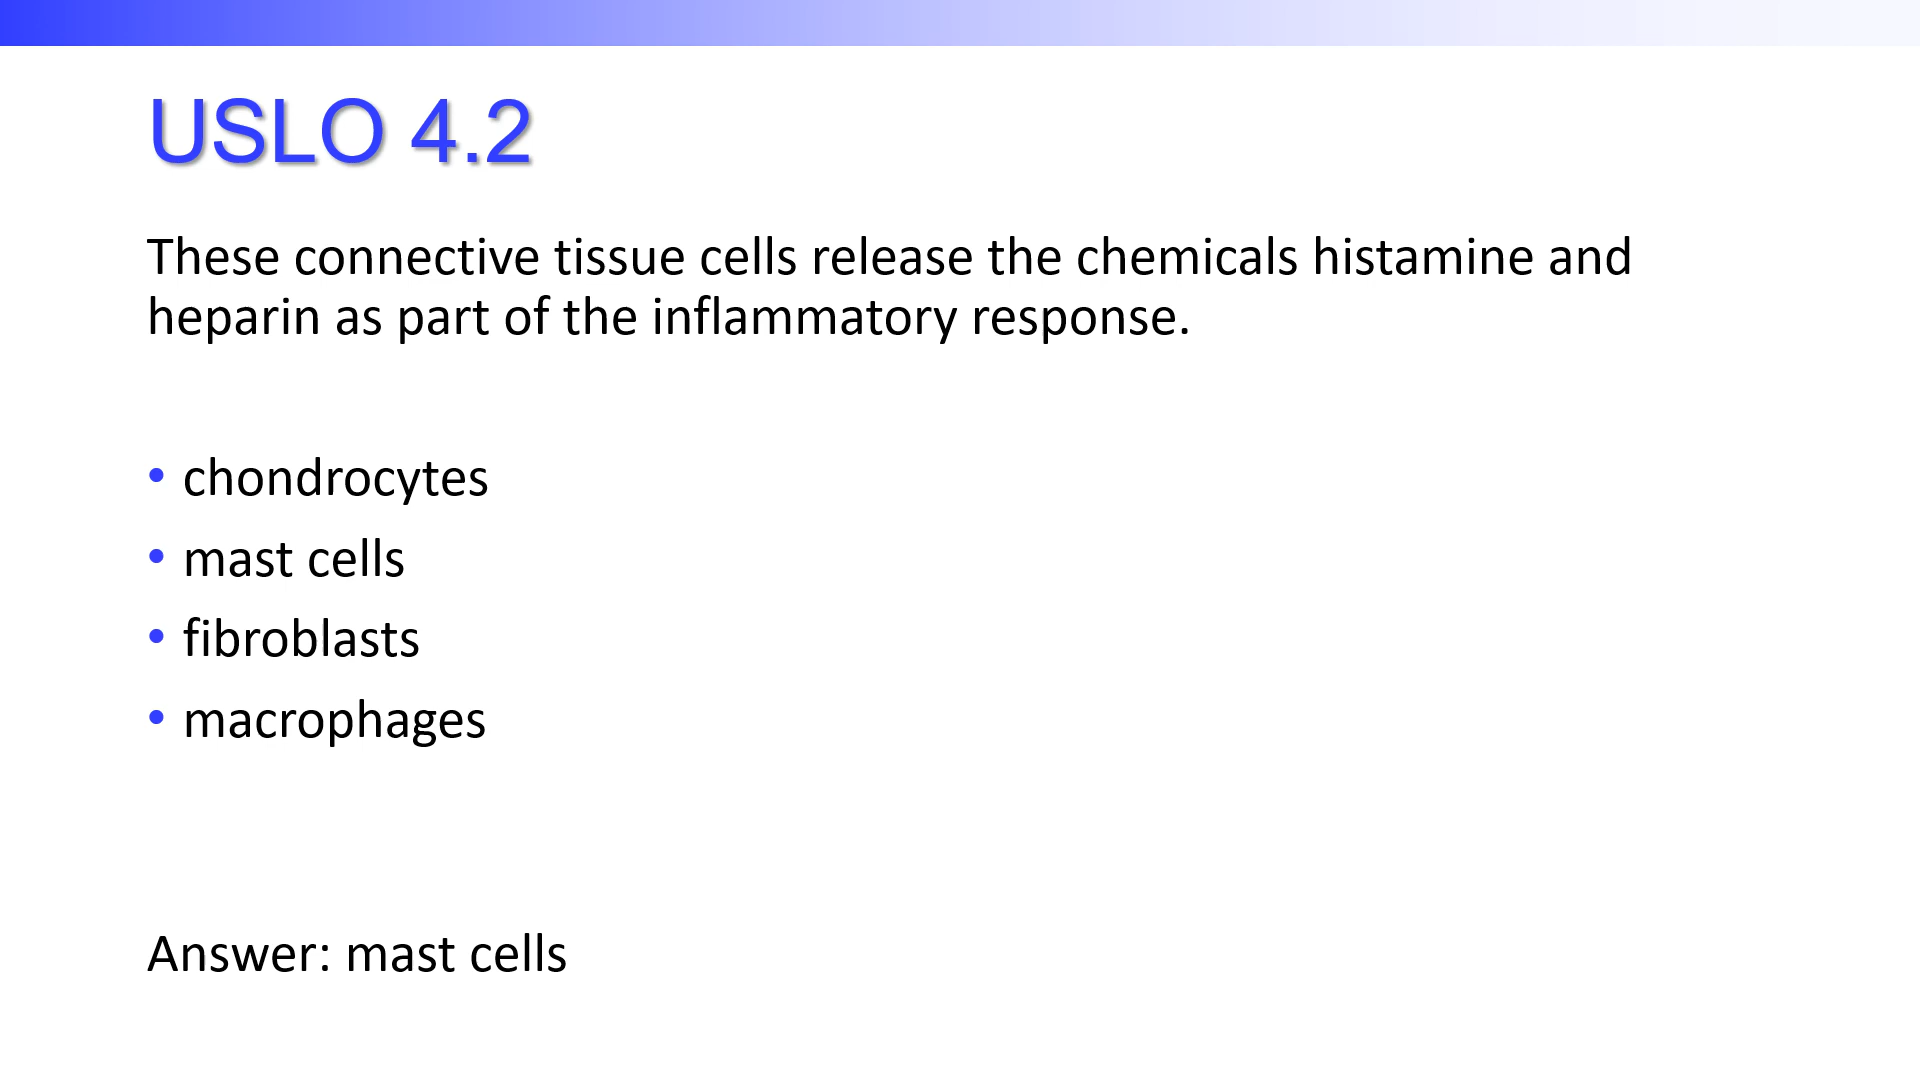 USLO 4.2
These connective tissue cells release the chemicals histamine and
heparin as part of the inflammatory response.
• chondrocytes
• mast cells
• fibroblasts
• macrophages
Answer: mast cells